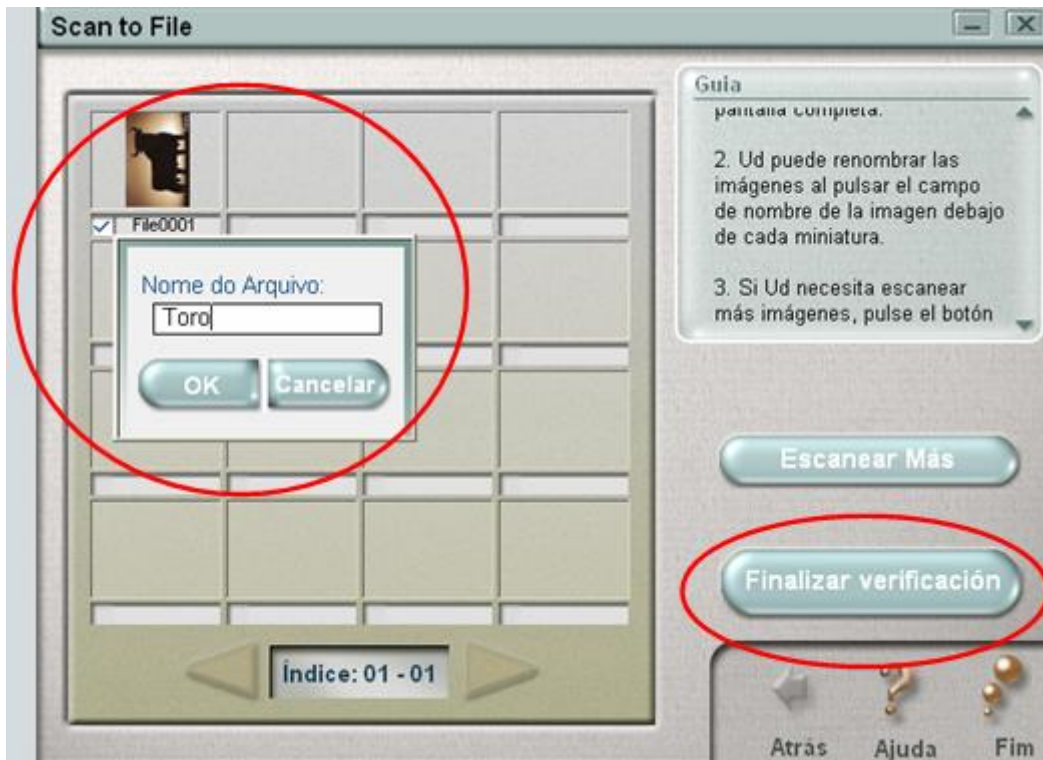 Scan to File
Guia
pantalla completa.
2. Ud puede renombrar las
imágenes al pulsar el campo
de nombre de la imagen debajo
de cada miniatura.
3. Si Ud necesita escanear
más imágenes, pulse el botón
File0001
Nome do Arquivo:
Toro
OK
Cancelar
Escanear Más
Finalizar verificación
Índice: 01 - 01
Atrás
Ajuda
Fim